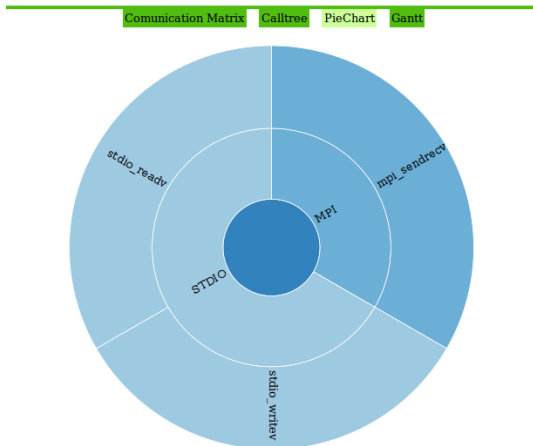 Comunication Matrix Calltree PieChart Gantt
stdio_readv
mpi_sendrecv
MPI
STDIO
stdio_writev